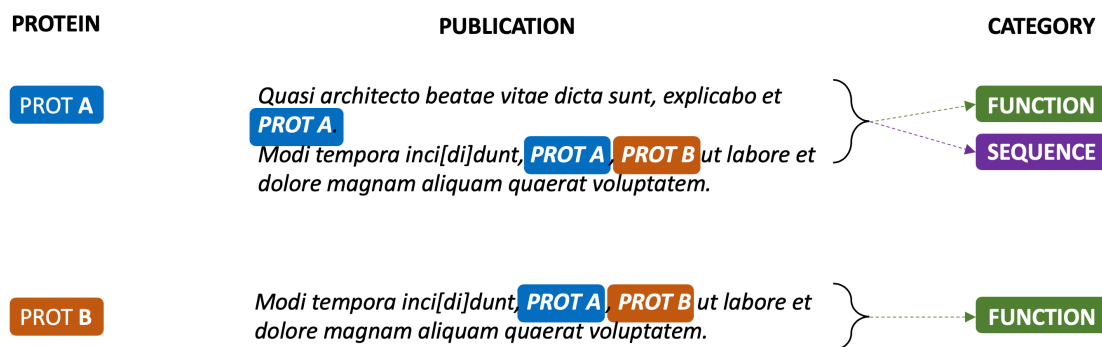 PROTEIN PUBLICATION CATEGORY
PROT A Quasi architecto beatae vitae dicta sunt, explicabo et FUNCTION
PROT A.
Modi tempora inci[di]dunt, PROT A, PROT B ut labore et SEQUENCE
dolore magnam aliquam quaerat voluptatem.
PROT B Modi tempora inci[di]dunt, PROT A, PROT B ut labore et FUNCTION
dolore magnam aliquam quaerat voluptatem.